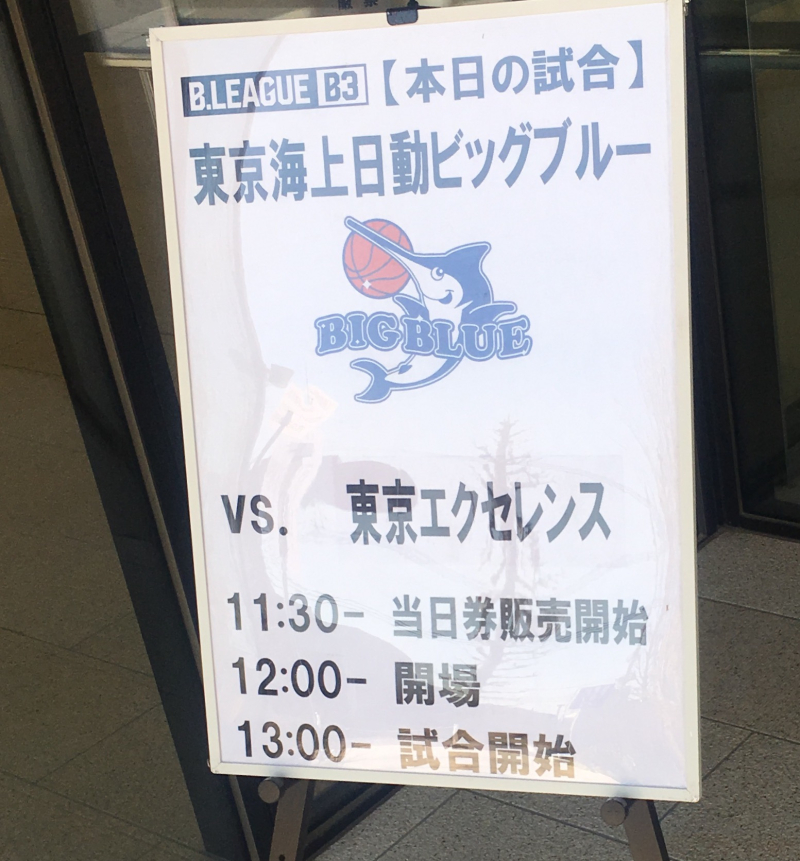 B.LEAGUE B3 【本日の試合】
東京海上日動ビッグブルー
BIGBLUE
vs. 東京エクセレンス
11:30- 当日券販売開始
12:00- 開場
13:00- 試合開始